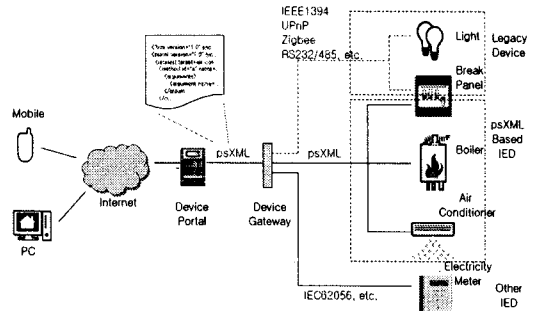 IEEE1394
UPnP
Zigbee
RS232/485, etc.
Light
Legacy
Device
Break
Panel
Mobile
psXML
psXML
psXML
Based
IED
Boiler
Internet
Device
Portal
Device
Gateway
Air
Conditioner
PC
Electricity
Meter
IEC62056, etc.
Other
IED